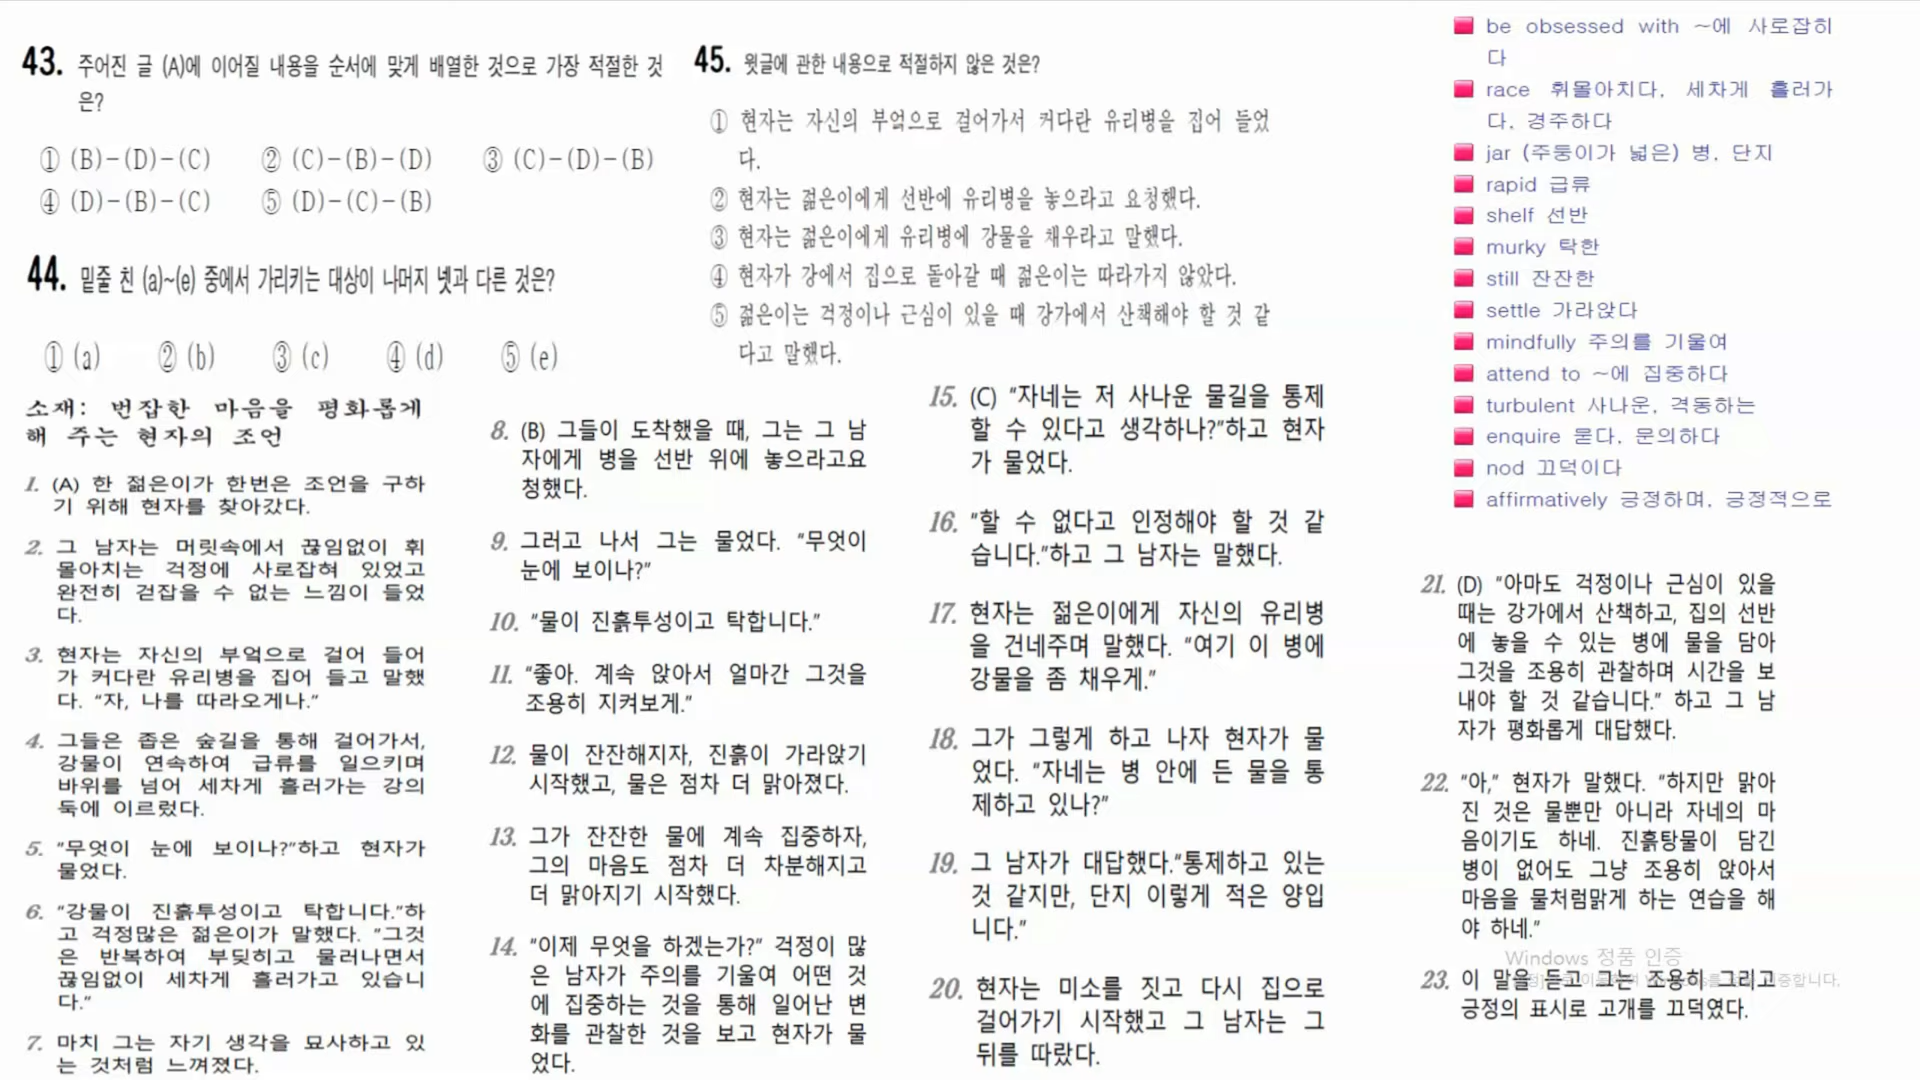 43. 주어진 글 (A)에 이어질 내용을 순서에 맞게 배열한 것으로 가장 적절한 것
은?
① (B)-(D)-(C) ② (C)-(B)-(D) ③ (C)-(D)-(B)
④ (D)-(B)-(C) ⑤ (D)-(C)-(B)
44. 밑줄 친 (a)~(e) 중에서 가리키는 대상이 나머지 넷과 다른 것은?
① (a) ② (b) ③ (c) ④ (d) ⑤ (e)
45. 윗글에 관한 내용으로 적절하지 않은 것은?
① 현자는 자신의 부엌으로 걸어가서 커다란 유리병을 집어 들었
다.
② 현자는 젊은이에게 선반에 유리병을 놓으라고 요청했다.
③ 현자는 젊은이에게 유리병에 강물을 채우라고 말했다.
④ 현자가 강에서 집으로 돌아갈 때 젊은이는 따라가지 않았다.
⑤ 젊은이는 걱정이나 근심이 있을 때 강가에서 산책해야 할 것 같
다고 말했다.
소재: 번잡한 마음을 평화롭게
해 주는 현자의 조언
1. (A) 한 젊은이가 한번은 조언을 구하
기 위해 현자를 찾아갔다.
2. 그 남자는 머릿속에서 끊임없이 휘
몰아치는 걱정에 사로잡혀 있었고
완전히 걷잡을 수 없는 느낌이 들었
다.
3. 현자는 자신의 부엌으로 걸어 들어
가 커다란 유리병을 집어 들고 말했
다. “자, 나를 따라오게나.”
4. 그들은 좁은 숲길을 통해 걸어가서,
강물이 연속하여 급류를 일으키며
바위를 넘어 세차게 흘러가는 강의
둑에 이르렀다.
5. “무엇이 눈에 보이나?”하고 현자가
물었다.
6. “강물이 진흙투성이고 탁합니다.”하
고 걱정많은 젊은이가 말했다. “그것
은 반복하여 부딪히고 물러나면서
끊임없이 세차게 흘러가고 있습니
다.”
7. 마치 그는 자기 생각을 묘사하고 있
는 것처럼 느껴졌다.
8. (B) 그들이 도착했을 때, 그는 그 남
자에게 병을 선반 위에 놓으라고요
청했다.
9. 그러고 나서 그는 물었다. “무엇이
눈에 보이나?”
10. “물이 진흙투성이고 탁합니다.”
11. “좋아. 계속 앉아서 얼마간 그것을
조용히 지켜보게.”
12. 물이 잔잔해지자, 진흙이 가라앉기
시작했고, 물은 점차 더 맑아졌다.
13. 그가 잔잔한 물에 계속 집중하자,
그의 마음도 점차 더 차분해지고
더 맑아지기 시작했다.
14. “이제 무엇을 하겠는가?” 걱정이 많
은 남자가 주의를 기울여 어떤 것
에 집중하는 것을 통해 일어난 변
화를 관찰한 것을 보고 현자가 물
었다.
15. (C) “자네는 저 사나운 물길을 통제
할 수 있다고 생각하나?”하고 현자
가 물었다.
16. “할 수 없다고 인정해야 할 것 같
습니다.”하고 그 남자는 말했다.
17. 현자는 젊은이에게 자신의 유리병
을 건네주며 말했다. “여기 이 병에
강물을 좀 채우게.”
18. 그가 그렇게 하고 나자 현자가 물
었다. “자네는 병 안에 든 물을 통
제하고 있나?”
19. 그 남자가 대답했다.“통제하고 있는
것 같지만, 단지 이렇게 적은 양입
니다.”
20. 현자는 미소를 짓고 다시 집으로
걸어가기 시작했고 그 남자는 그
뒤를 따랐다.
be obsessed with ~에 사로잡히
다
race 휘몰아치다, 세차게 흘러가
다, 경주하다
jar (주둥이가 넓은) 병, 단지
rapid 급류
shelf 선반
murky 탁한
still 잔잔한
settle 가라앉다
mindfully 주의를 기울여
attend to ~에 집중하다
turbulent 사나운, 격동하는
enquire 묻다, 문의하다
nod 끄덕이다
affirmatively 긍정하며, 긍정적으로
21. (D) “아마도 걱정이나 근심이 있을
때는 강가에서 산책하고, 집의 선반
에 놓을 수 있는 병에 물을 담아
그것을 조용히 관찰하며 시간을 보
내야 할 것 같습니다.” 하고 그 남
자가 평화롭게 대답했다.
22. “아,” 현자가 말했다. “하지만 맑아
진 것은 물뿐만 아니라 자네의 마
음이기도 하네. 진흙탕물이 담긴
병이 없어도 그냥 조용히 앉아서
마음을 물처럼맑게 하는 연습을 해
야 하네.”
Windows 정품 인증
23. 이 말을 듣고 그는 조용히 그리고
긍정의 표시로 고개를 끄덕였다.